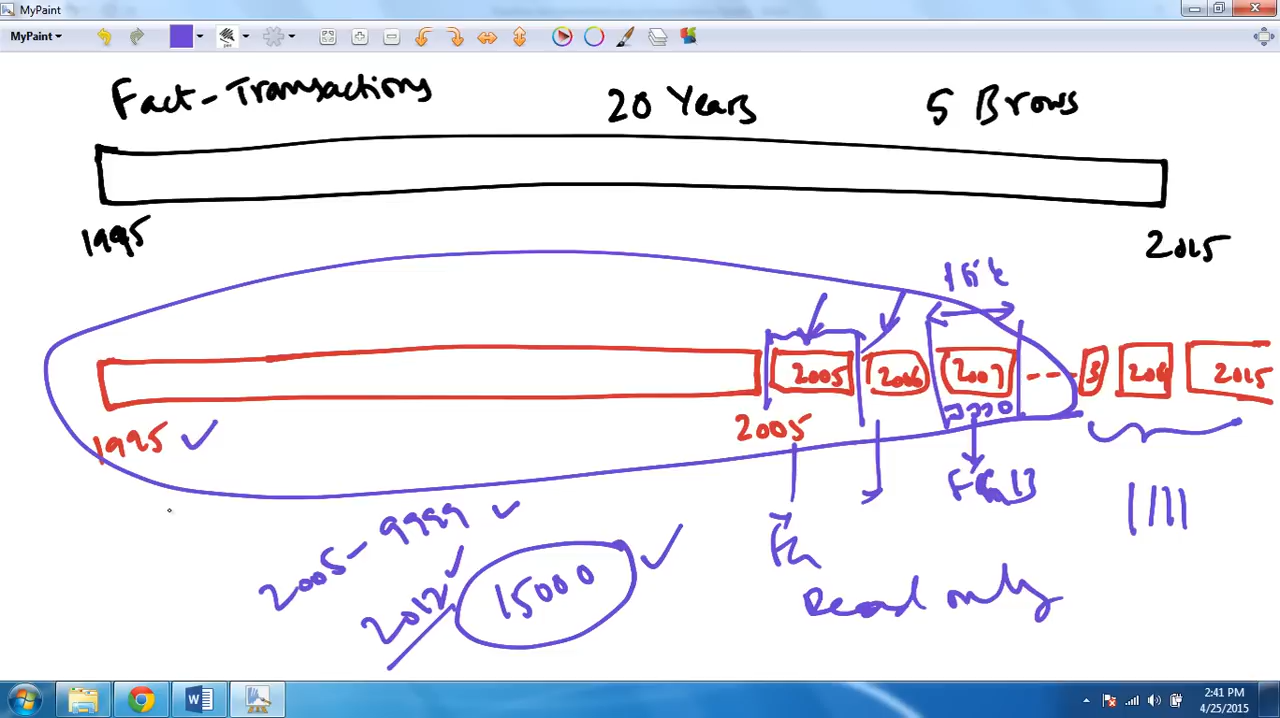 MyPaint
MyPaint
Fact-Transactions 20 Years 5 Brows
1995 2015
2005 2006 2007 --- 3 2015
1995 2005
2005-9999
2012 15000
Read only
2:41 PM
4/25/2015